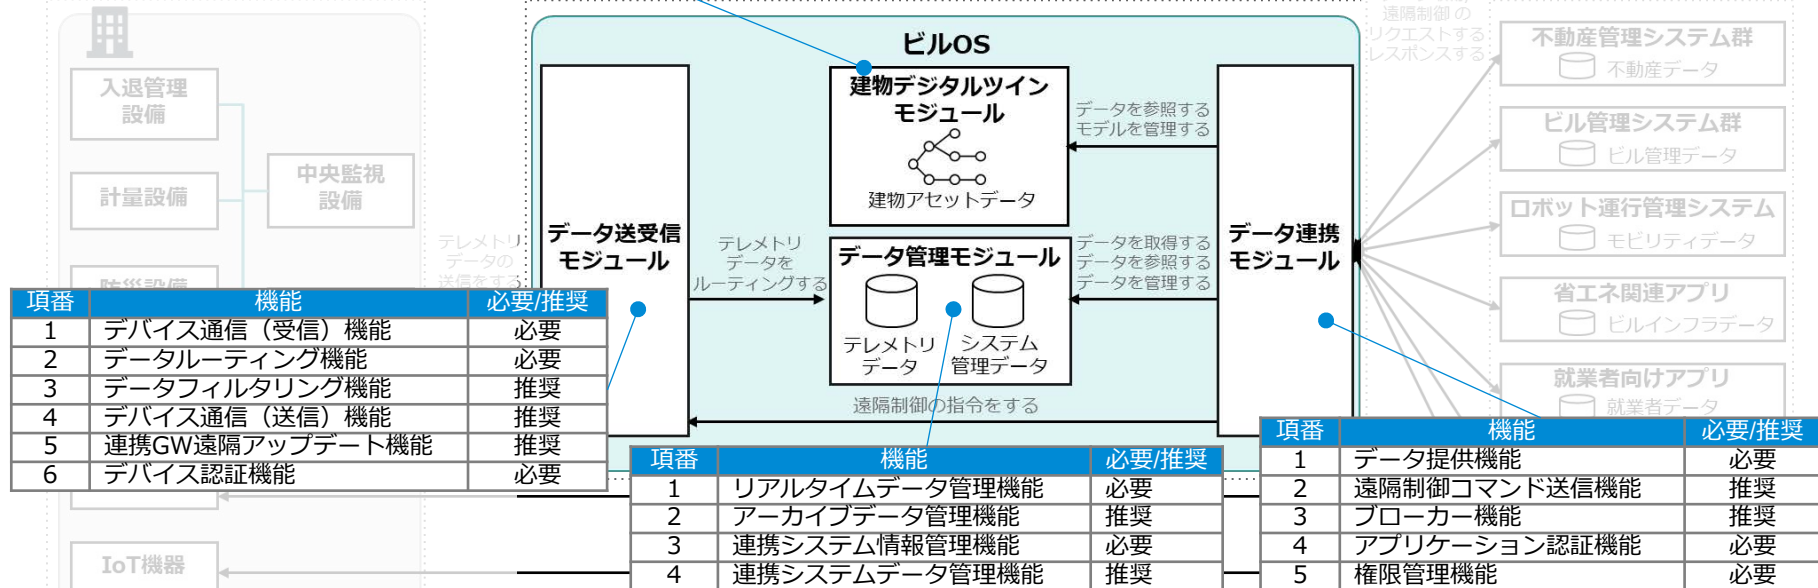 入退管理
設備
計量設備
中央監視
設備
防災設備
IoT機器
テレメトリ
データの
送信をする
ビルOS
データ送受信
モジュール
テレメトリ
データを
ルーティングする
建物デジタルツイン
モジュール
建物アセットデータ
データ管理モジュール
テレメトリ
データ
システム
管理データ
データを参照する
モデルを管理する
データを取得する
データを参照する
データを管理する
遠隔制御の指令をする
データ連携
モジュール
遠隔制御 の
リクエストする
レスポンスする
不動産管理システム群
不動産データ
ビル管理システム群
ビル管理データ
ロボット運行管理システム
モビリティデータ
省エネ関連アプリ
ビルインフラデータ
就業者向けアプリ
就業者データ
項番 機能 必要/推奨
1 デバイス通信（受信）機能 必要
2 データルーティング機能 必要
3 データフィルタリング機能 推奨
4 デバイス通信（送信）機能 推奨
5 連携GW遠隔アップデート機能 推奨
6 デバイス認証機能 必要
項番 機能 必要/推奨
1 リアルタイムデータ管理機能 必要
2 アーカイブデータ管理機能 推奨
3 連携システム情報管理機能 必要
4 連携システムデータ管理機能 推奨
項番 機能 必要/推奨
1 データ提供機能 必要
2 遠隔制御コマンド送信機能 推奨
3 ブローカー機能 推奨
4 アプリケーション認証機能 必要
5 権限管理機能 必要